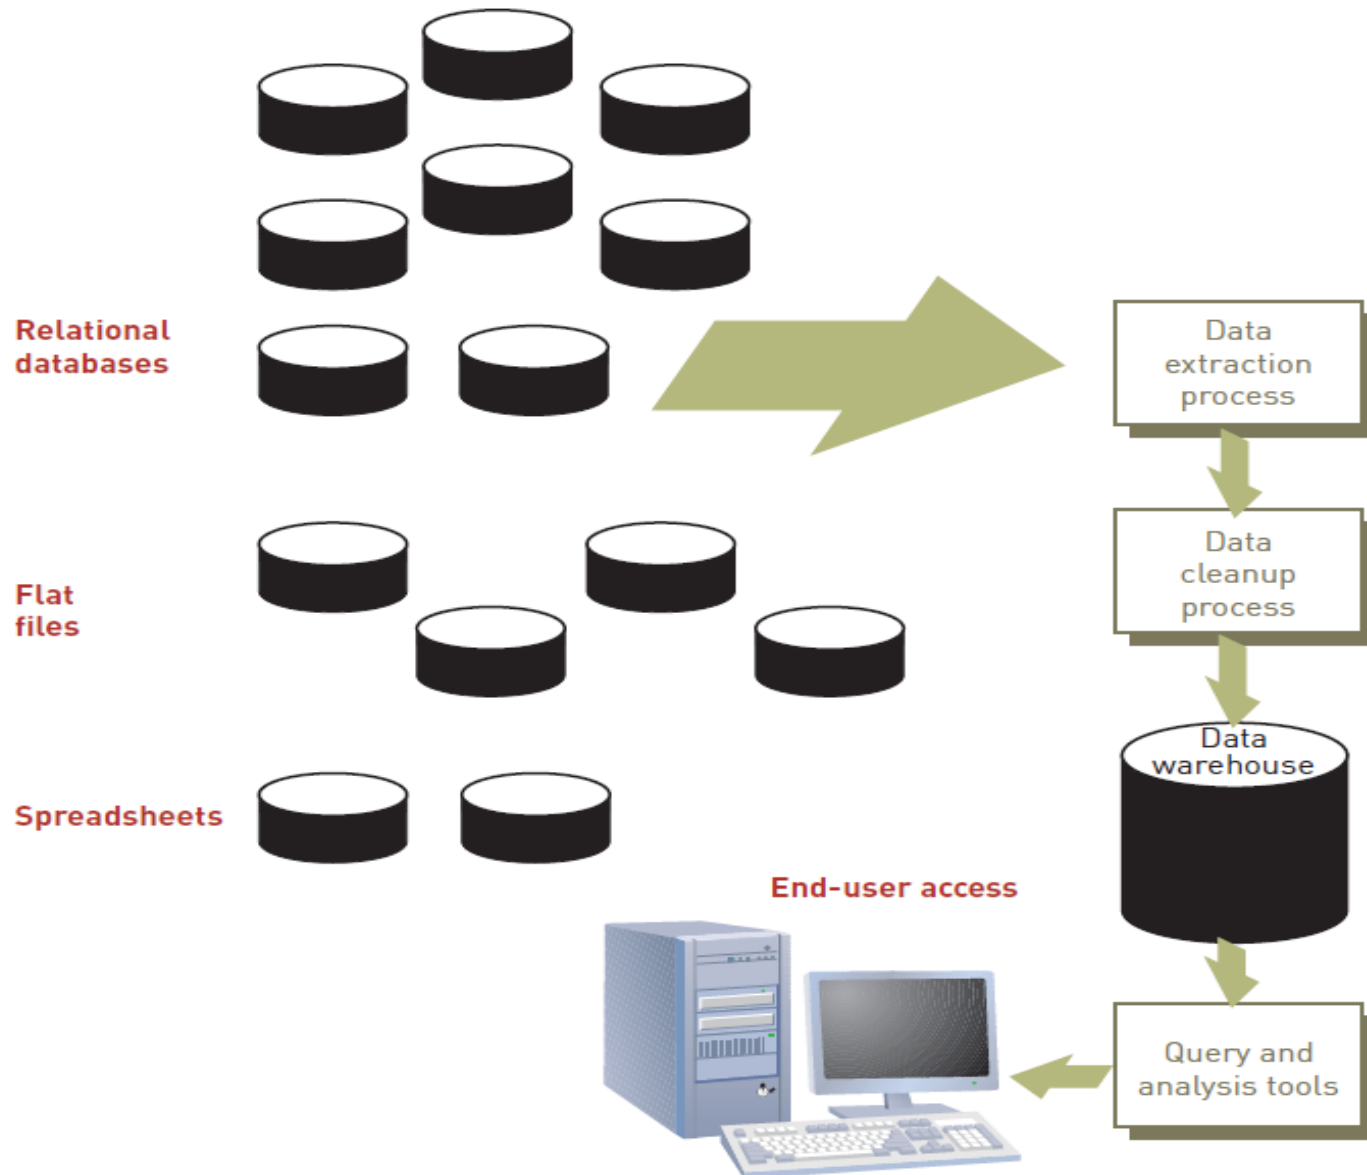 Relational
databases
Flat
files
Spreadsheets
Data
extraction
process
Data
cleanup
process
Data
warehouse
Query and
analysis tools
End-user access